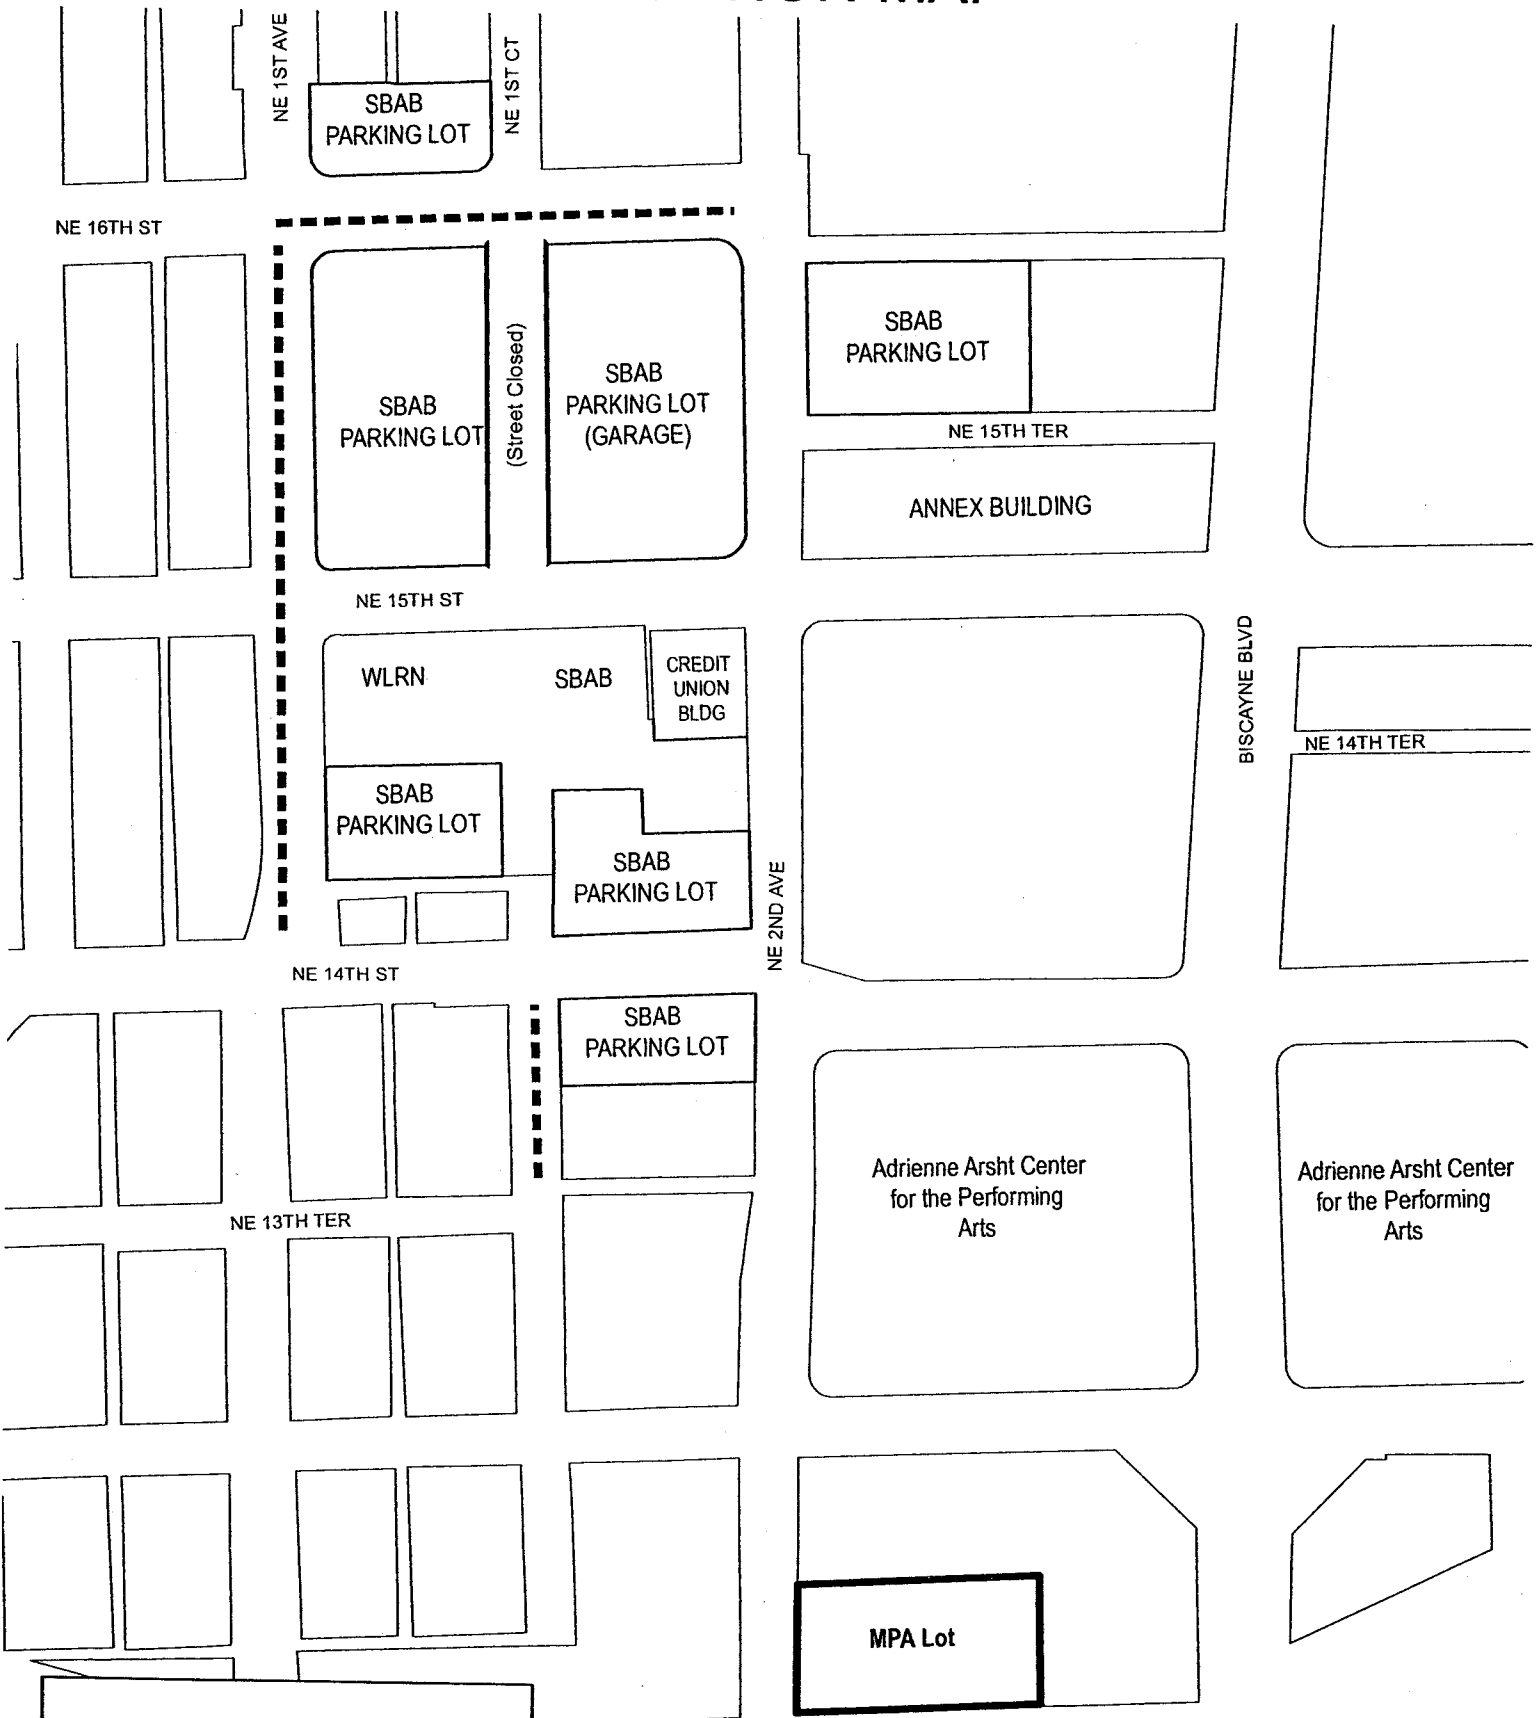 NE 1ST AVE
NE 1ST CT
SBAB
PARKING LOT
NE 16TH ST
SBAB
PARKING LOT
(Street Closed)
SBAB
PARKING LOT
(GARAGE)
SBAB
PARKING LOT
NE 15TH TER
ANNEX BUILDING
NE 15TH ST
WLRN
SBAB
CREDIT
UNION
BLDG
BISCAYNE BLVD
NE 14TH TER
SBAB
PARKING LOT
SBAB
PARKING LOT
NE 2ND AVE
NE 14TH ST
SBAB
PARKING LOT
Adrienne Arsht Center
for the Performing
Arts
Adrienne Arsht Center
for the Performing
Arts
NE 13TH TER
MPA Lot